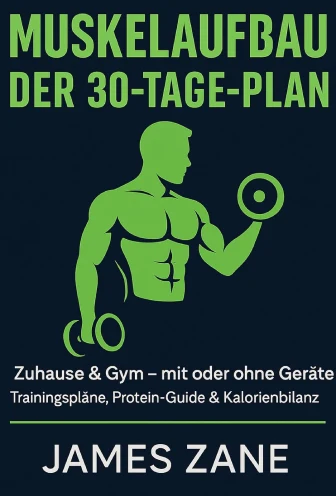 MUSKELAUFBAU
DER 30-TAGE-PLAN
Zuhause & Gym – mit oder ohne Geräte
Trainingspläne, Protein-Guide & Kalorienbilanz
JAMES ZANE